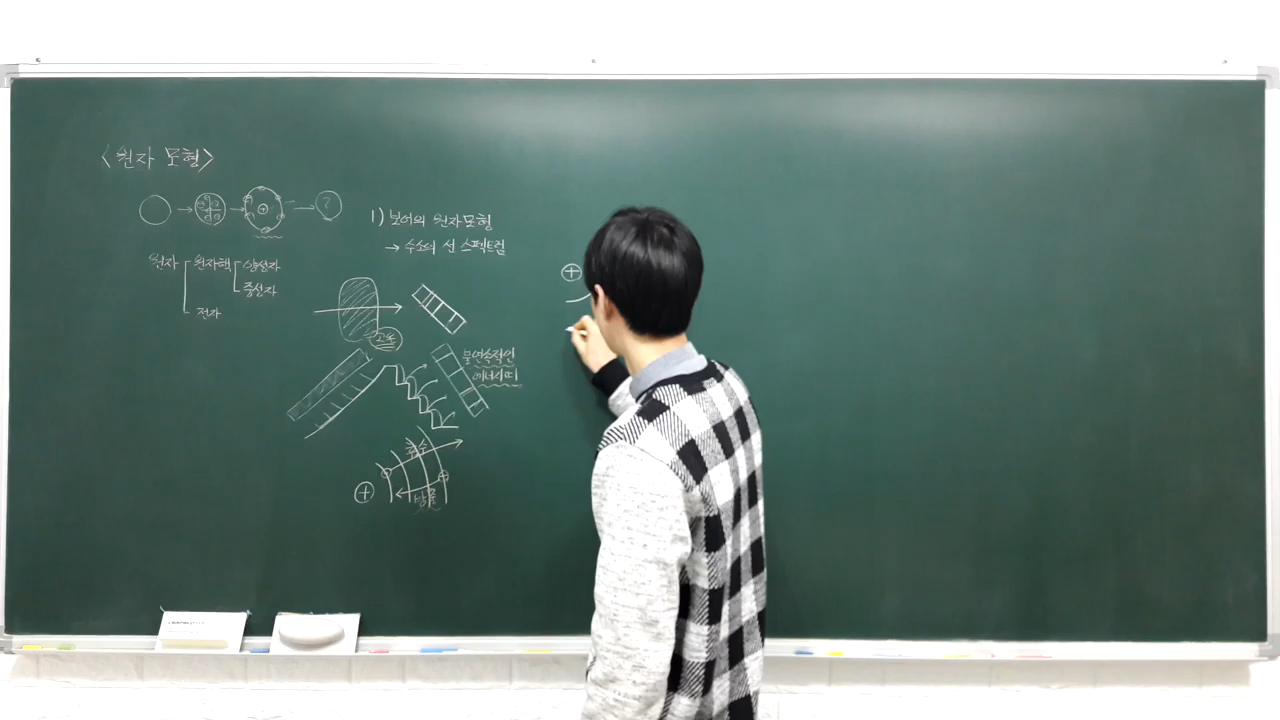 <원자 모형>
?
원자 원자핵 양성자
중성자
전자
1) 보어의 원자모형
→ 수소의 선 스펙트럼
불연속적인
에너지띠
흡수
방출